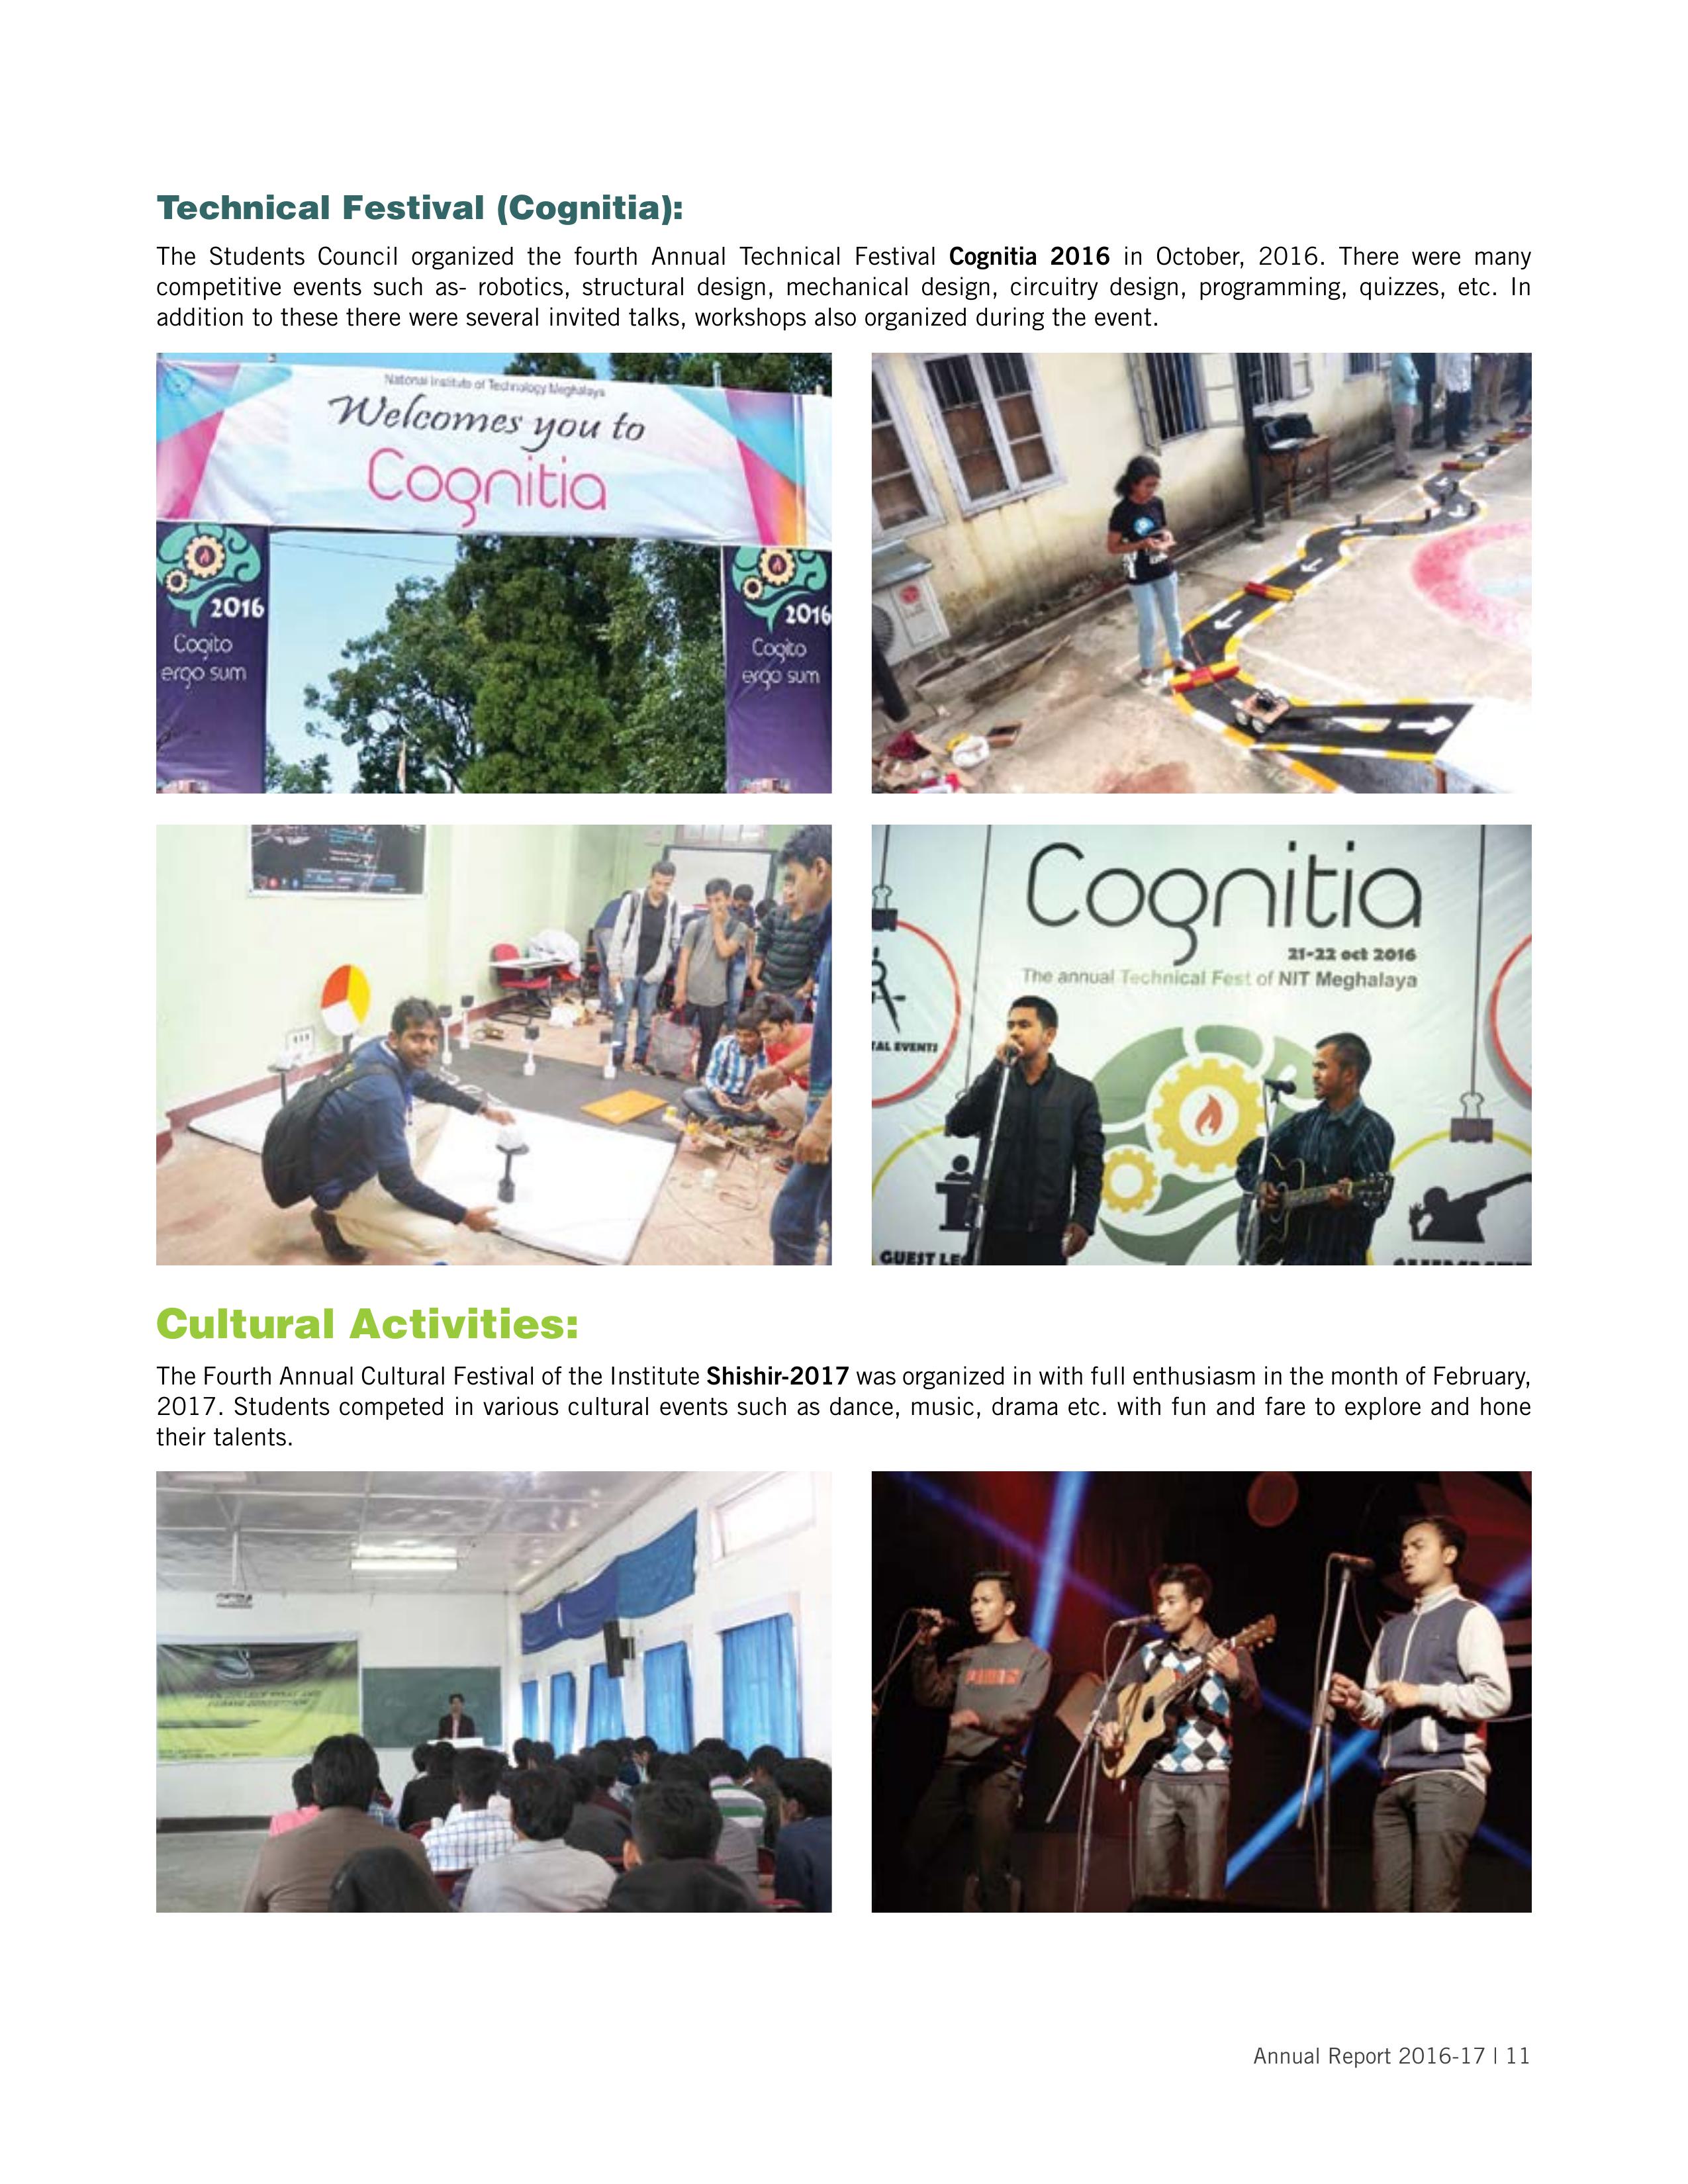 Technical Festival (Cognitia):
The Students Council organized the fourth Annual Technical Festival Cognitia 2016 in October, 2016. There were many
competitive events such as- robotics, structural design, mechanical design, circuitry design, programming, quizzes, etc. In
addition to these there were several invited talks, workshops also organized during the event.
National Institute of Technology Meghalaya
Welcomes you to
Cognitia
2016
Cogito
ergo sum
2016
Cogito
ergo sum
Cognitia
21-22 oct 2016
The annual Technical Fest of NIT Meghalaya
EVENTS
GUEST
Cultural Activities:
The Fourth Annual Cultural Festival of the Institute Shishir-2017 was organized in with full enthusiasm in the month of February,
2017. Students competed in various cultural events such as dance, music, drama etc. with fun and fare to explore and hone
their talents.
Annual Report 2016-17 | 11